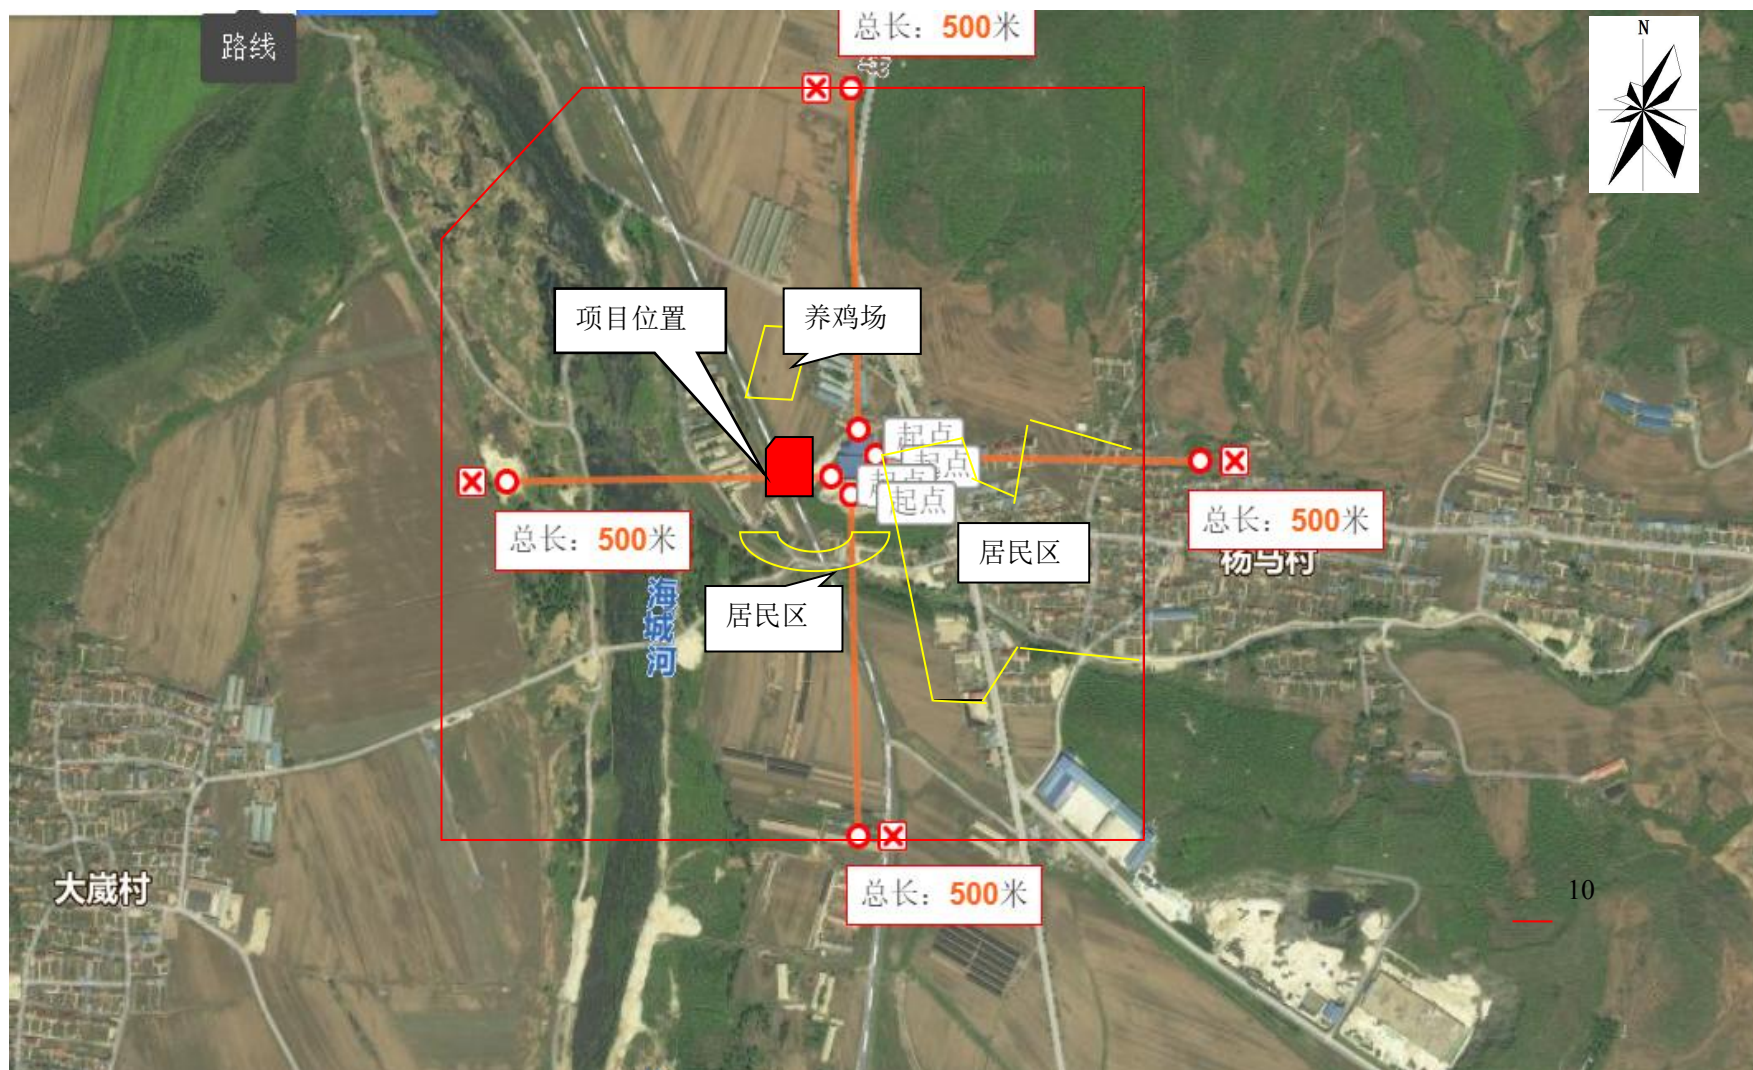 路线
总长：500米
N
项目位置
养鸡场
起点
起点
起点
起点
总长：500米
总长：500米
居民区
居民区
杨马村
海城河
大崴村
总长：500米
10